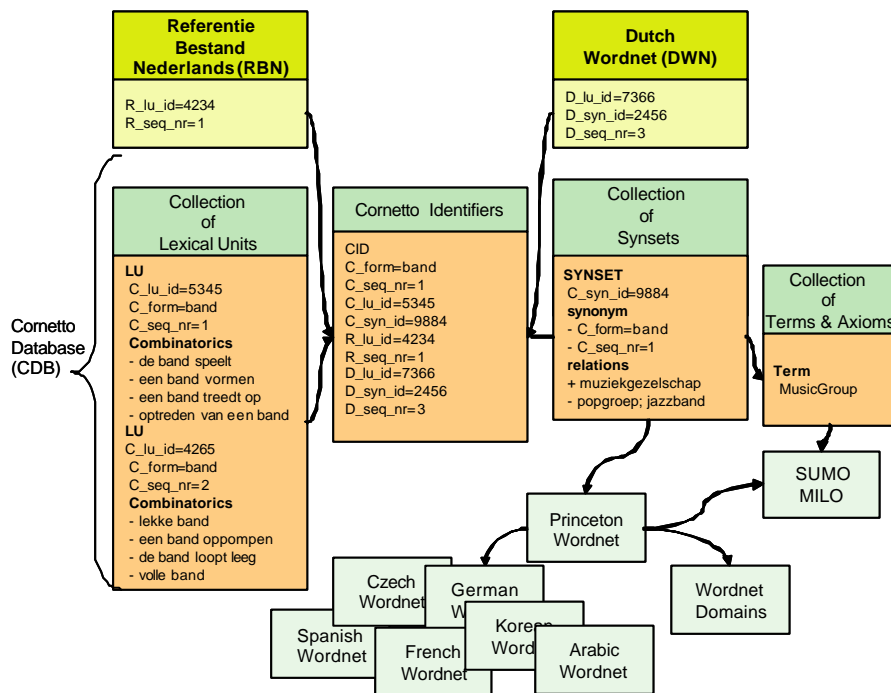 Referentie
Bestand
Nederlands (RBN)
R_lu_id=4234
R_seq_nr=1
Dutch
Wordnet (DWN)
D_lu_id=7366
D_syn_id=2456
D_seq_nr=3
Cornetto
Database
(CDB)
Collection
of
Lexical Units
LU
C_lu_id=5345
C_form=band
C_seq_nr=1
Combinatorics
- de band speelt
- een band vormen
- een band treedt op
- optreden van een band
LU
C_lu_id=4265
C_form=band
C_seq_nr=2
Combinatorics
- lekke band
- een band oppompen
- de band loopt leeg
- volle band
Cornetto Identifiers
CID
C_form=band
C_seq_nr=1
C_lu_id=5345
C_syn_id=9884
R_lu_id=4234
R_seq_nr=1
D_lu_id=7366
D_syn_id=2456
D_seq_nr=3
Collection
of
Synsets
SYNSET
C_syn_id=9884
synonym
- C_form=band
- C_seq_nr=1
relations
+ muziekgezelschap
- popgroep; jazzband
Collection
of
Terms & Axioms
Term
MusicGroup
SUMO
MILO
Princeton
Wordnet
Wordnet
Domains
Czech
Wordnet
German
Spanish
Wordnet
French
Wordnet
Korean
Arabic
Wordnet